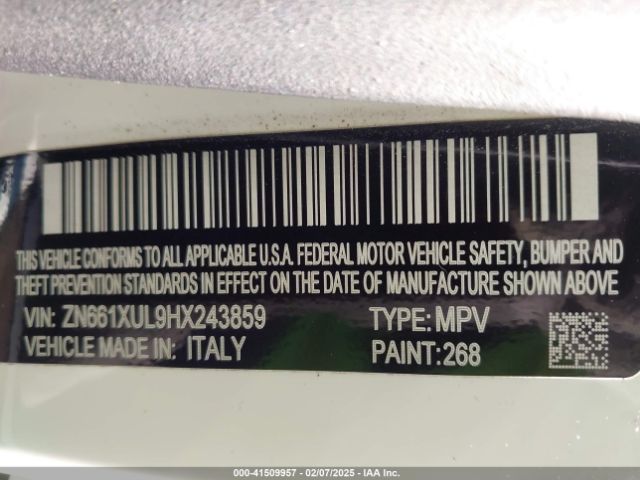 THIS VEHICLE CONFORMS TO ALL APPLICABLE U.S.A. FEDERAL MOTOR VEHICLE SAFETY, BUMPER AND
THEFT PREVENTION STANDARDS IN EFFECT ON THE DATE OF MANUFACTURE SHOWN ABOVE.
VIN: ZN661XUL9HX243859 TYPE: MPV
VEHICLE MADE IN: ITALY PAINT:268
000-41509957 - 02/07/2025 - IAA Inc.